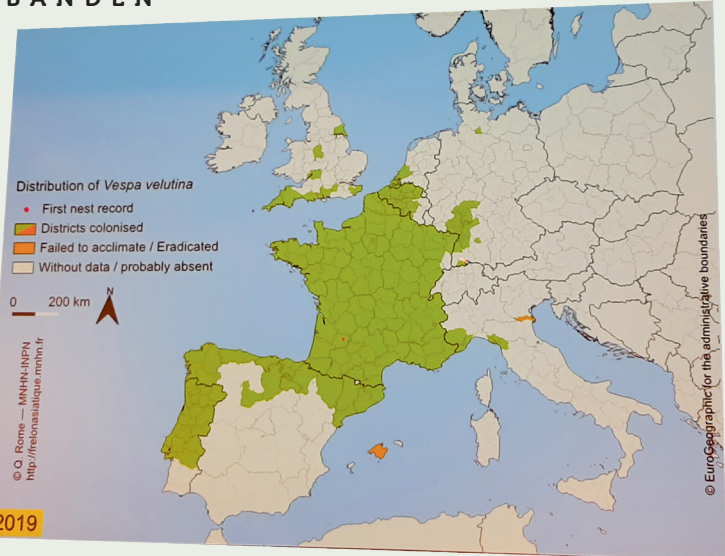 BANDEN
Distribution of Vespa velutina
First nest record
Districts colonised
Failed to acclimate / Eradicated
Without data / probably absent
0 200 km
N
© Q. Rome — MNHN-INPN
http://frelonasiatique.mnhn.fr
2019
© EuroGeographic for the administrative boundaries